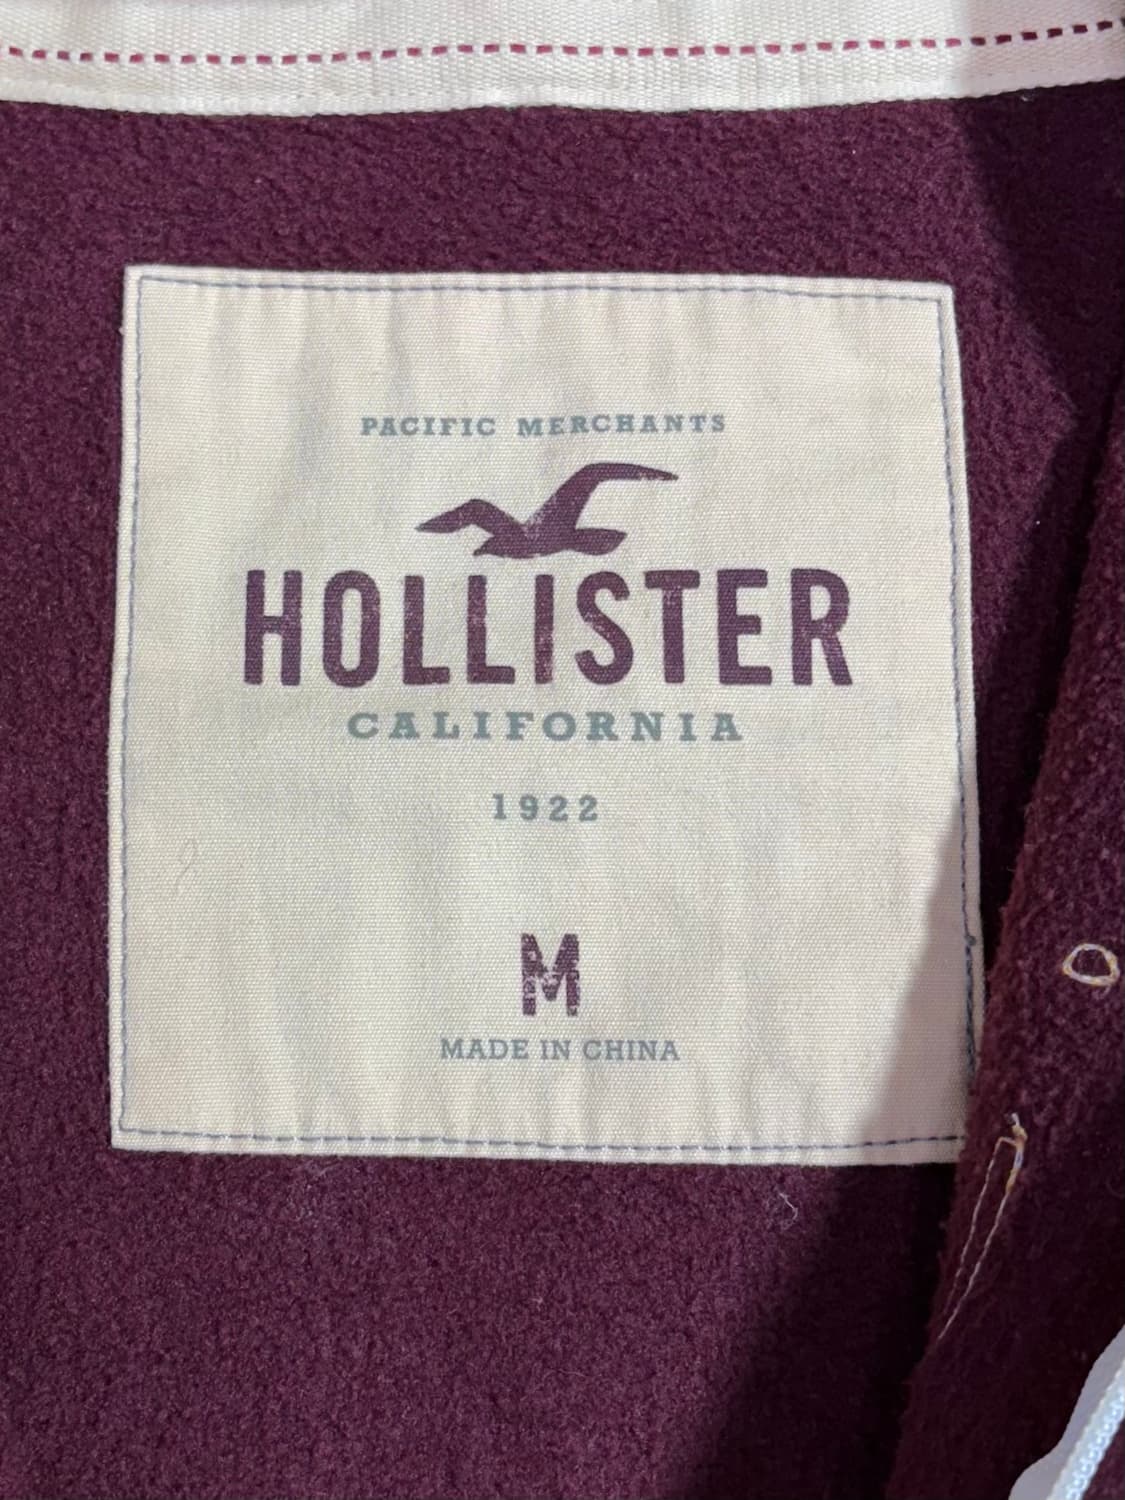 PACIFIC MERCHANTS
HOLLISTER
CALIFORNIA
1922
M
MADE IN CHINA